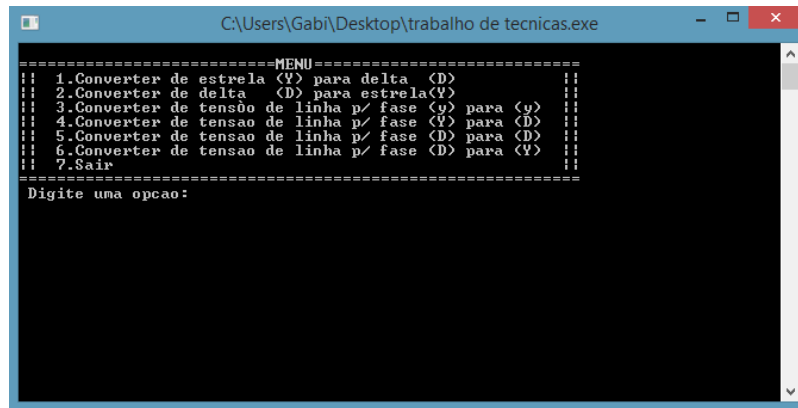 C:\Users\Gabi\Desktop\trabalho de tecnicas.exe
===========================MENU============================
||  1.Converter de estrela (Y) para delta  (D)           ||
||  2.Converter de delta   (D) para estrela(Y)           ||
||  3.Converter de tensòo de linha p/ fase (y) para (y)  ||
||  4.Converter de tensao de linha p/ fase (Y) para (D)  ||
||  5.Converter de tensao de linha p/ fase (D) para (D)  ||
||  6.Converter de tensao de linha p/ fase (D) para (Y)  ||
||  7.Sair                                               ||
===========================================================
Digite uma opcao: